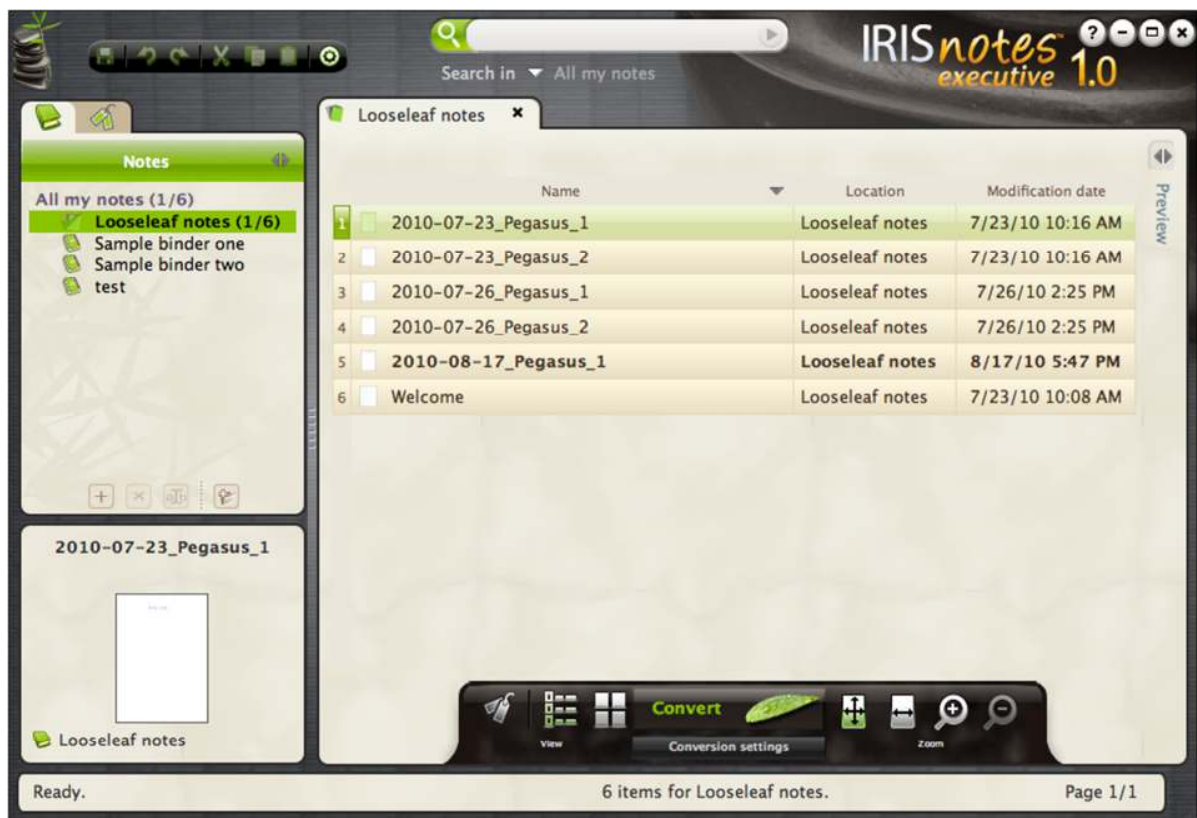 IRISnotes™
executive 1.0
Search in All my notes
Looseleaf notes
Notes
All my notes (1/6)
Looseleaf notes (1/6)
Sample binder one
Sample binder two
test
Name Location Modification date
1 2010-07-23_Pegasus_1 Looseleaf notes 7/23/10 10:16 AM
2 2010-07-23_Pegasus_2 Looseleaf notes 7/23/10 10:16 AM
3 2010-07-26_Pegasus_1 Looseleaf notes 7/26/10 2:25 PM
4 2010-07-26_Pegasus_2 Looseleaf notes 7/26/10 2:25 PM
5 2010-08-17_Pegasus_1 Looseleaf notes 8/17/10 5:47 PM
6 Welcome Looseleaf notes 7/23/10 10:08 AM
Preview
2010-07-23_Pegasus_1
Looseleaf notes
View
Convert
Conversion settings
Zoom
Ready. 6 items for Looseleaf notes. Page 1/1